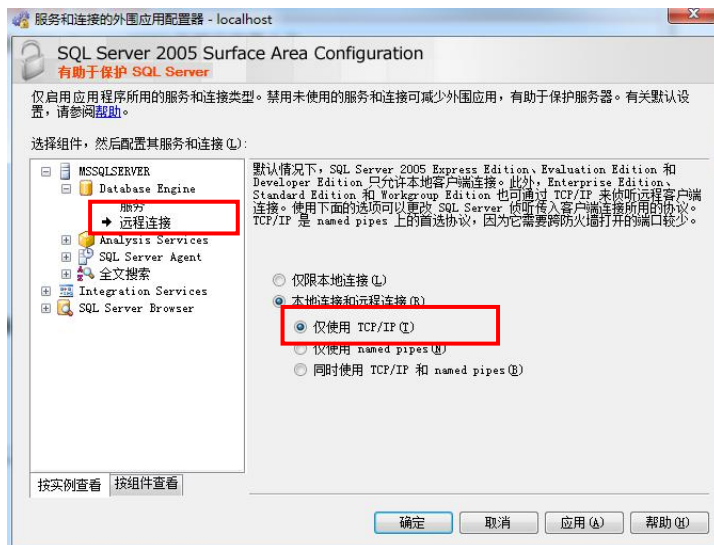 服务和连接的外围应用配置器 - localhost
SQL Server 2005 Surface Area Configuration
有助于保护 SQL Server
仅启用应用程序所用的服务和连接类型。禁用未使用的服务和连接可减少外围应用，有助于保护服务器。有关默认设
置，请参阅帮助。
选择组件，然后配置其服务和连接(L):
MSSQLSERVER
Database Engine
服务
远程连接
Analysis Services
SQL Server Agent
全文搜索
Integration Services
SQL Server Browser
按实例查看 按组件查看
默认情况下，SQL Server 2005 Express Edition、Evaluation Edition 和
Developer Edition 只允许本地客户端连接。此外，Enterprise Edition、
Standard Edition 和 Workgroup Edition 也可通过 TCP/IP 来侦听远程客户端
连接。使用下面的选项可以更改 SQL Server 侦听传入客户端连接所用的协议。
TCP/IP 是 named pipes 上的首选协议，因为它需要跨防火墙打开的端口较少。
仅限本地连接(L)
本地连接和远程连接(R)
仅使用 TCP/IP(T)
仅使用 named pipes(N)
同时使用 TCP/IP 和 named pipes(B)
确定 取消 应用(A) 帮助(H)